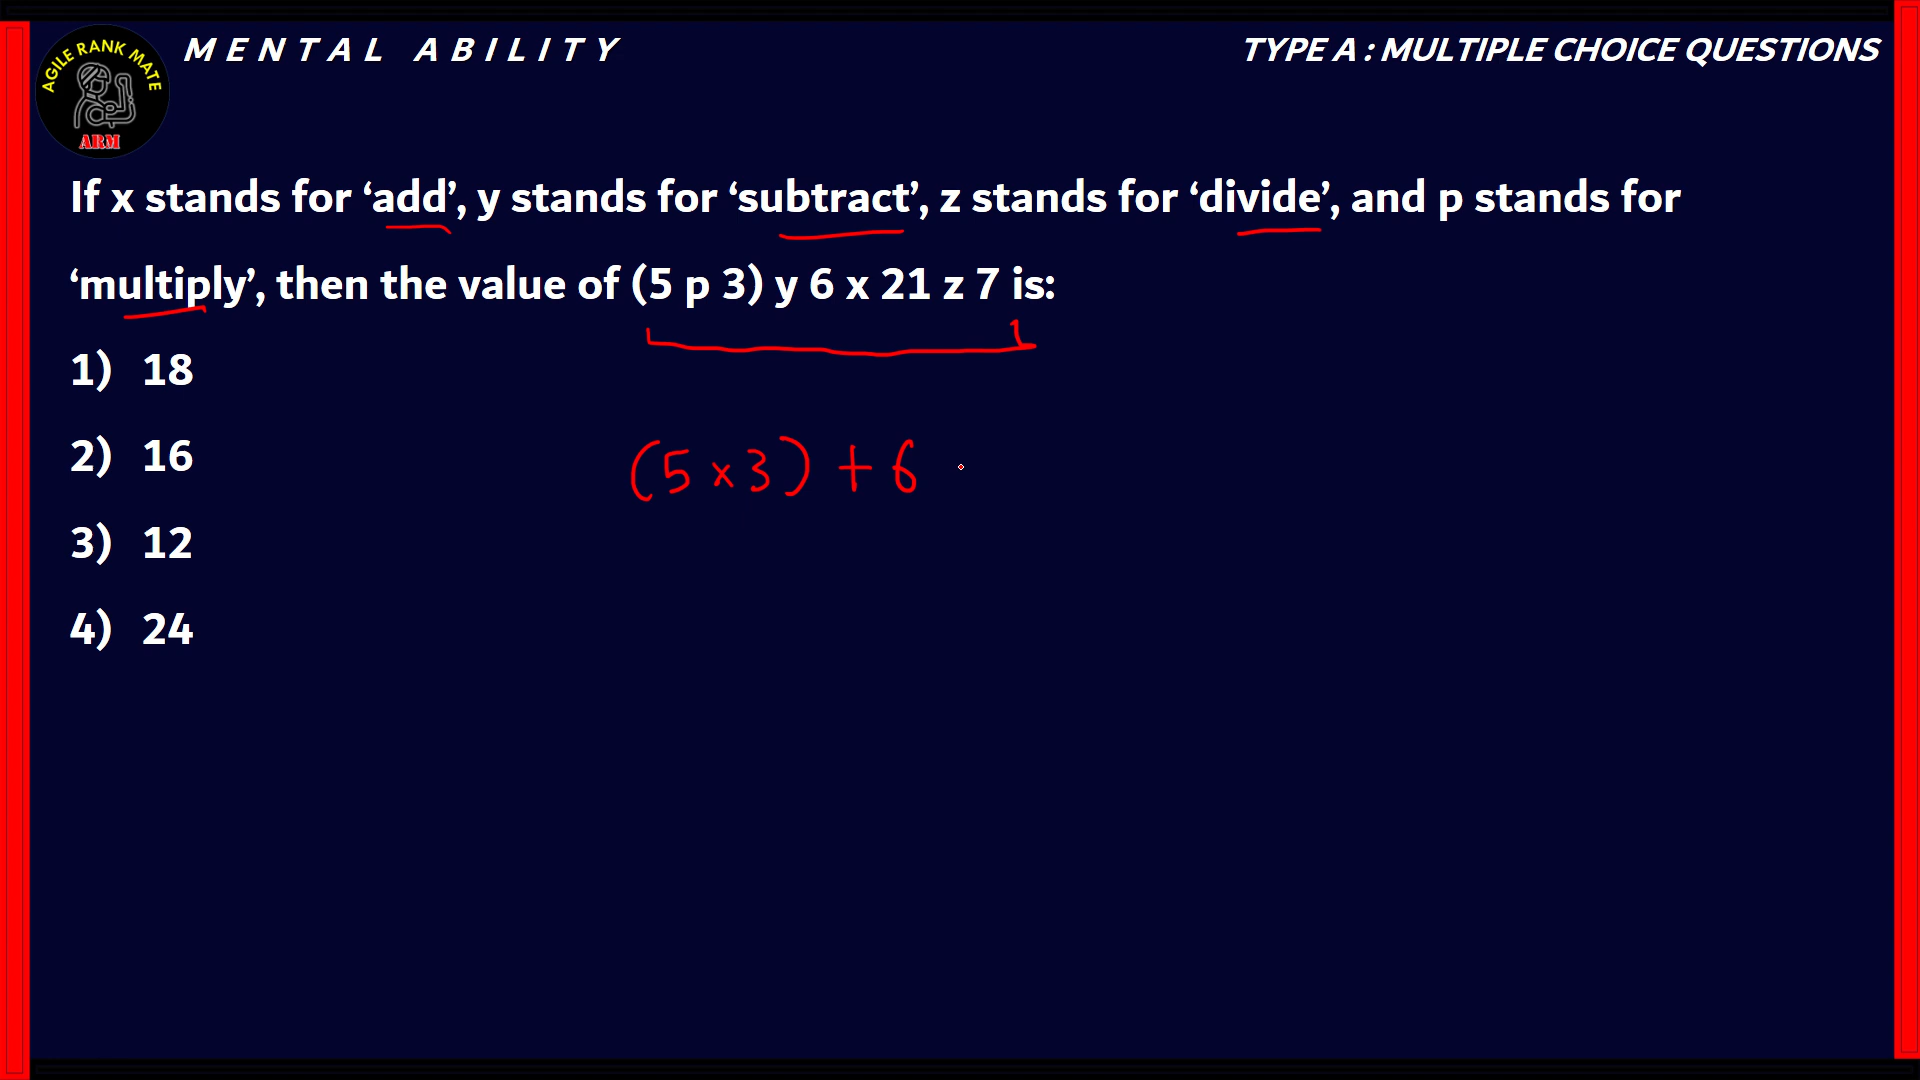 AGILE RANK MATE
ARM
MENTAL ABILITY
TYPE A : MULTIPLE CHOICE QUESTIONS
If x stands for ‘add’, y stands for ‘subtract’, z stands for ‘divide’, and p stands for
‘multiply’, then the value of (5 p 3) y 6 x 21 z 7 is:
1) 18
2) 16
3) 12
4) 24
(5 × 3) + 6